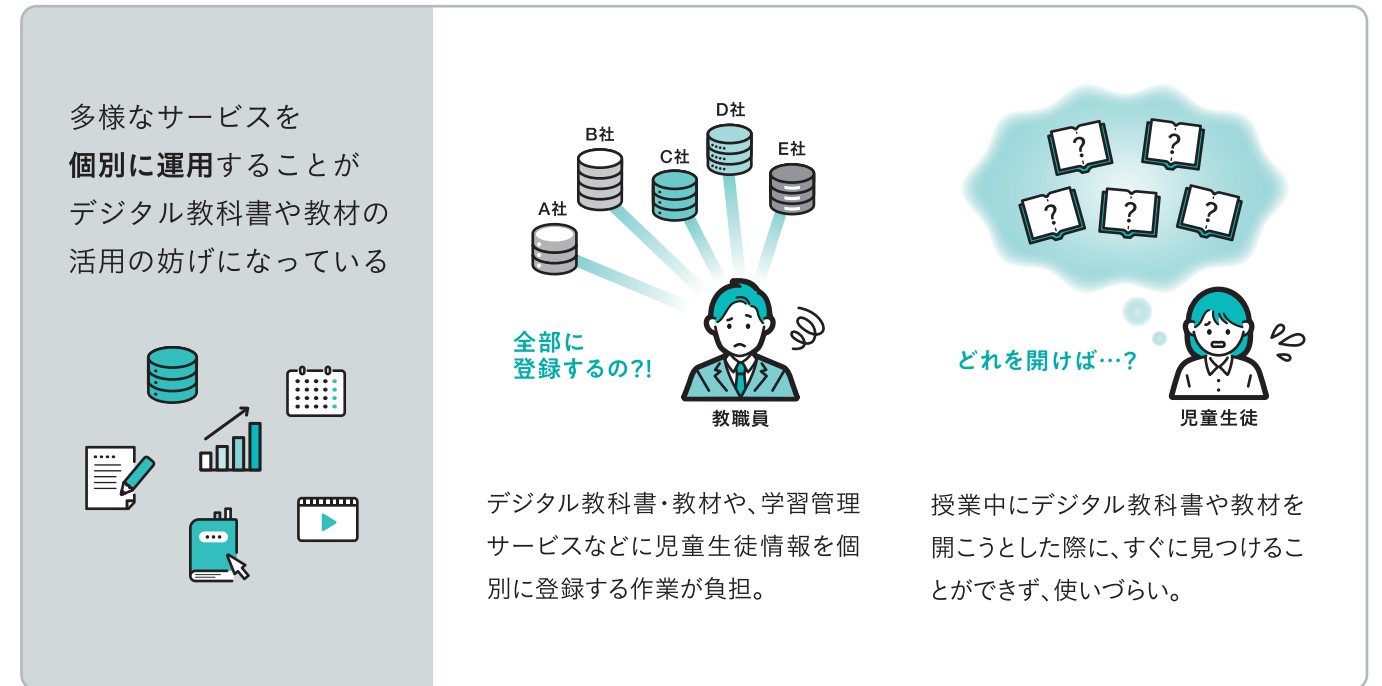 多様なサービスを
個別に運用することが
デジタル教科書や教材の
活用の妨げになっている
A社
B社
C社
D社
E社
全部に
登録するの?!
教職員
デジタル教科書・教材や、学習管理
サービスなどに児童生徒情報を個
別に登録する作業が負担。
?
?
?
?
?
どれを開けば…?
児童生徒
授業中にデジタル教科書や教材を
開こうとした際に、すぐに見つけるこ
とができず、使いづらい。